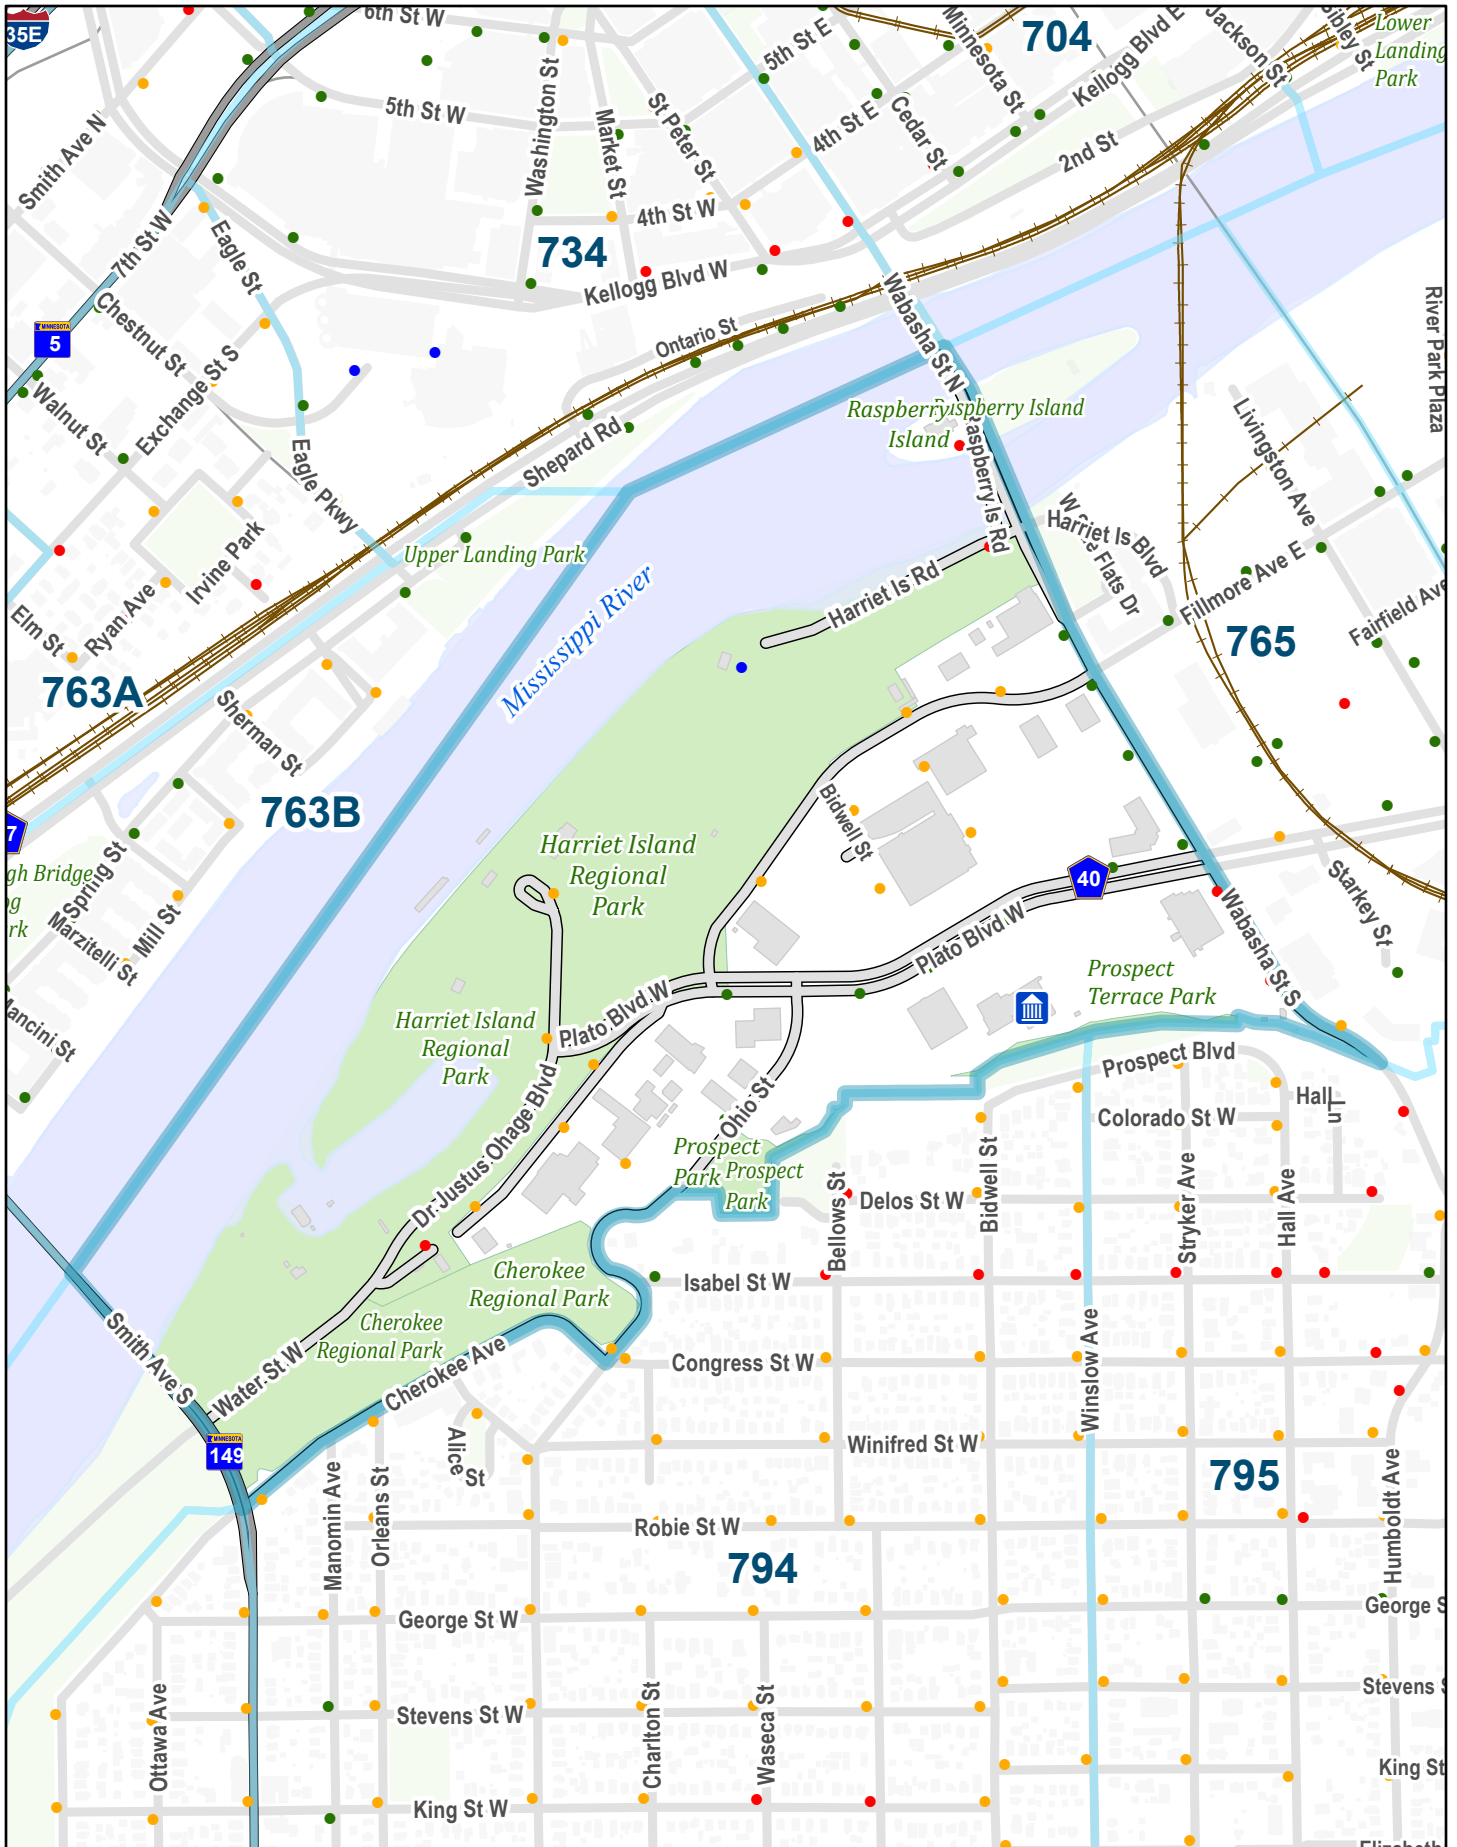 35E
6th St W
5th St E
Minnesota St
704
Kellogg Blvd E
Jackson St
Sibley St
Lower
Landing
Park
Smith Ave N
5th St W
Washington St
Market St
St Peter St
4th St E
Cedar St
2nd St
7th St W
Eagle St
4th St W
734
Kellogg Blvd W
Wabasha St N
River Park Plaza
MINNESOTA
5
Chestnut St
Exchange St S
Ontario St
Walnut St
Raspberry
Island
Raspberry Island
Raspberry Is Rd
Livingston Ave
Shepard Rd
Eagle Pkwy
Irvine Park
Upper Landing Park
Harriet Is Blvd
Flats Dr
Elm St
Ryan Ave
Mississippi River
Harriet Is Rd
Fillmore Ave E
Fairfield Ave
765
763A
Sherman St
763B
7
Bidwell St
Harriet Island
Regional
Park
gh Bridge
og
rk
Spring St
Marzitelli St
Mill St
40
Plato Blvd W
Wabasha St S
Starkey St
Prospect
Terrace Park
Mancini St
Harriet Island
Regional
Park
Plato Blvd W
Prospect Blvd
Dr Justus Ohage Blvd
Ohio St
Hall Ln
Colorado St W
Prospect
Park
Prospect
Park
Bellows St
Delos St W
Bidwell St
Stryker Ave
Hall Ave
Cherokee
Regional Park
Isabel St W
Smith Ave S
Water St W
Cherokee
Regional Park
Cherokee Ave
Congress St W
Winslow Ave
MINNESOTA
149
Alice St
Winifred St W
795
Humboldt Ave
Manomin Ave
Orleans St
Robie St W
794
George St W
George S
Ottawa Ave
Stevens St W
Charlton St
Waseca St
Stevens S
King St W
King St
Elizabeth